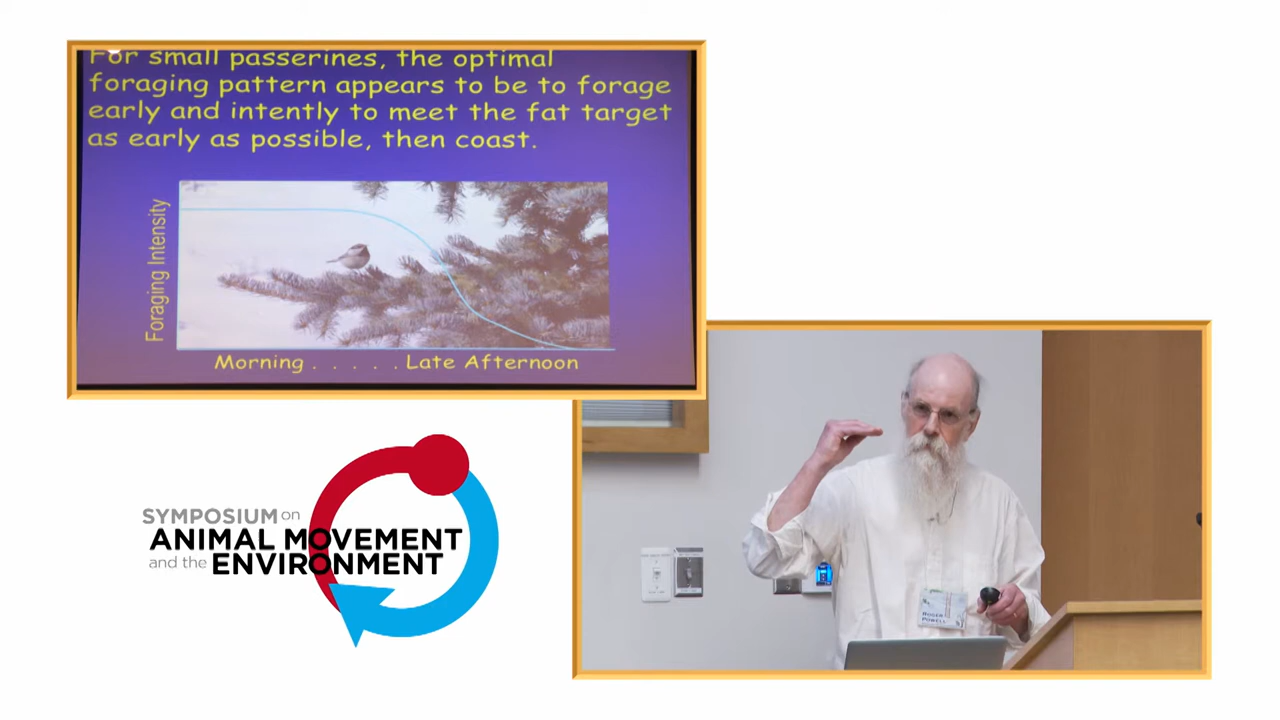 For small passerines, the optimal
foraging pattern appears to be to forage
early and intently to meet the fat target
as early as possible, then coast.
Foraging Intensity
Morning . . . . . Late Afternoon
SYMPOSIUM on
ANIMAL MOVEMENT
and the ENVIRONMENT
ROGER
POWELL